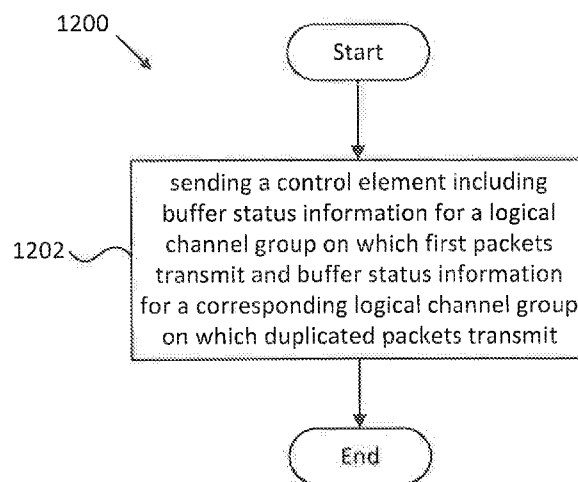 1200
Start
sending a control element including
buffer status information for a logical
channel group on which first packets
transmit and buffer status information
for a corresponding logical channel group
on which duplicated packets transmit
1202
End